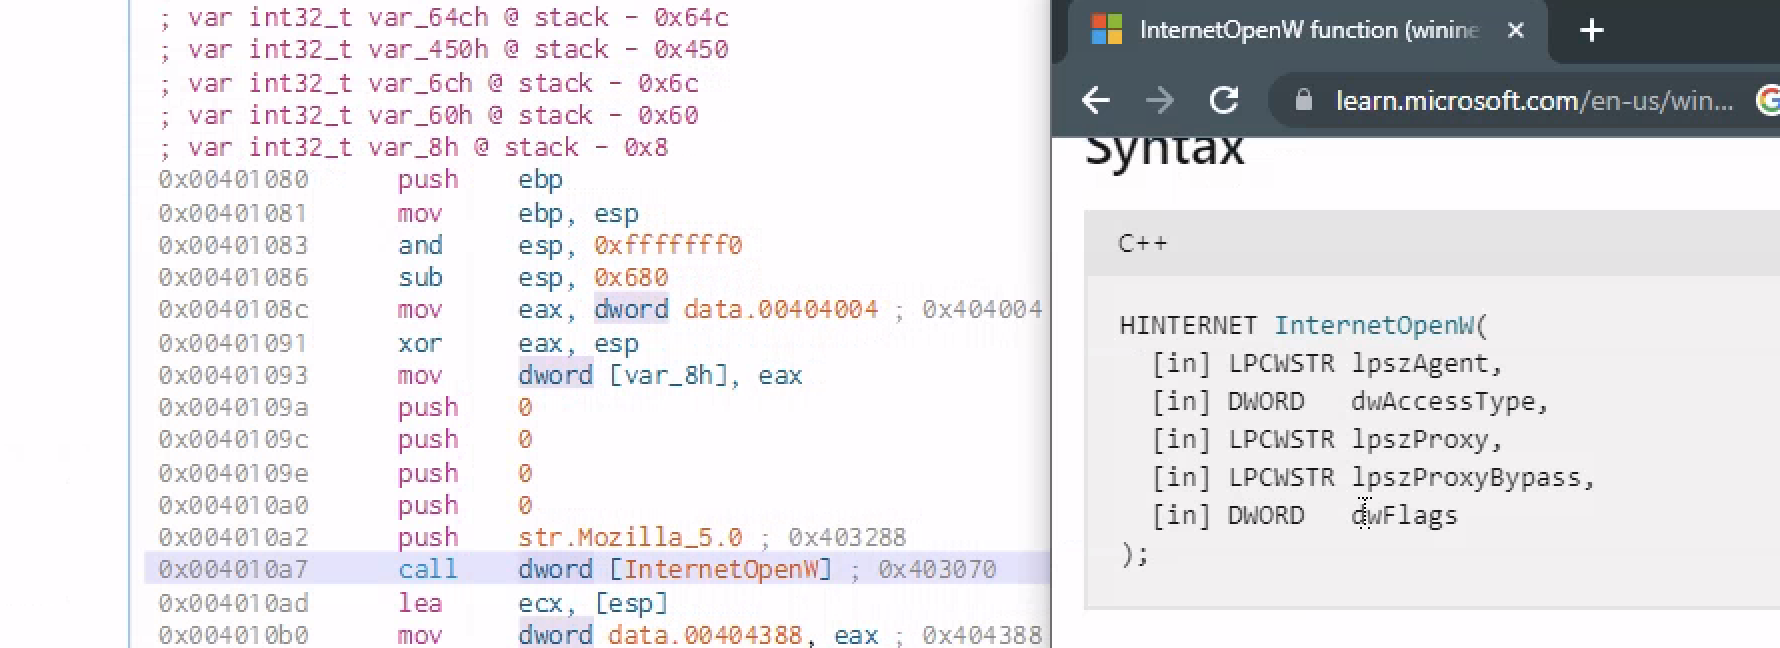 ; var int32_t var_64ch @ stack - 0x64c
; var int32_t var_450h @ stack - 0x450
; var int32_t var_6ch @ stack - 0x6c
; var int32_t var_60h @ stack - 0x60
; var int32_t var_8h @ stack - 0x8
0x00401080 push ebp
0x00401081 mov ebp, esp
0x00401083 and esp, 0xfffffff0
0x00401086 sub esp, 0x680
0x0040108c mov eax, dword data.00404004 ; 0x404004
0x00401091 xor eax, esp
0x00401093 mov dword [var_8h], eax
0x0040109a push 0
0x0040109c push 0
0x0040109e push 0
0x004010a0 push 0
0x004010a2 push str.Mozilla_5.0 ; 0x403288
0x004010a7 call dword [InternetOpenW] ; 0x403070
0x004010ad lea ecx, [esp]
0x004010b0 mov dword data.00404388, eax ; 0x404388
InternetOpenW function (winine
learn.microsoft.com/en-us/win...
Syntax
C++
HINTERNET InternetOpenW(
[in] LPCWSTR lpszAgent,
[in] DWORD dwAccessType,
[in] LPCWSTR lpszProxy,
[in] LPCWSTR lpszProxyBypass,
[in] DWORD dwFlags
);